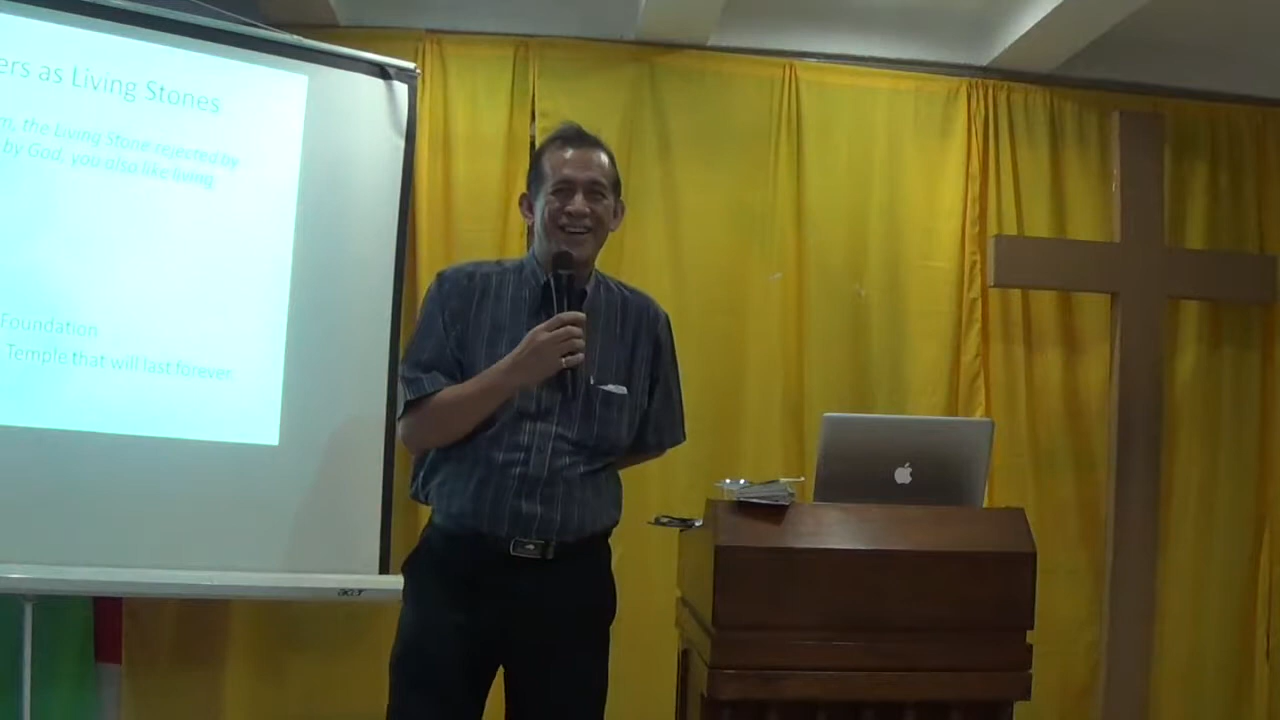 ers as Living Stones
m, the Living Stone rejected by
by God, you also like living
Foundation
Temple that will last forever
acer